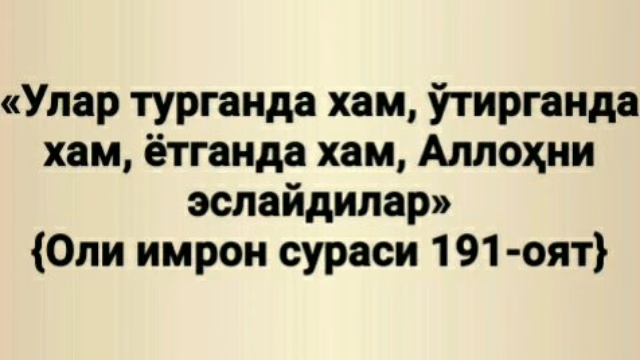 «Улар турганда хам, ўтирганда
хам, ётганда хам, Аллоҳни
эслайдилар»
{Оли имрон сураси 191-оят}